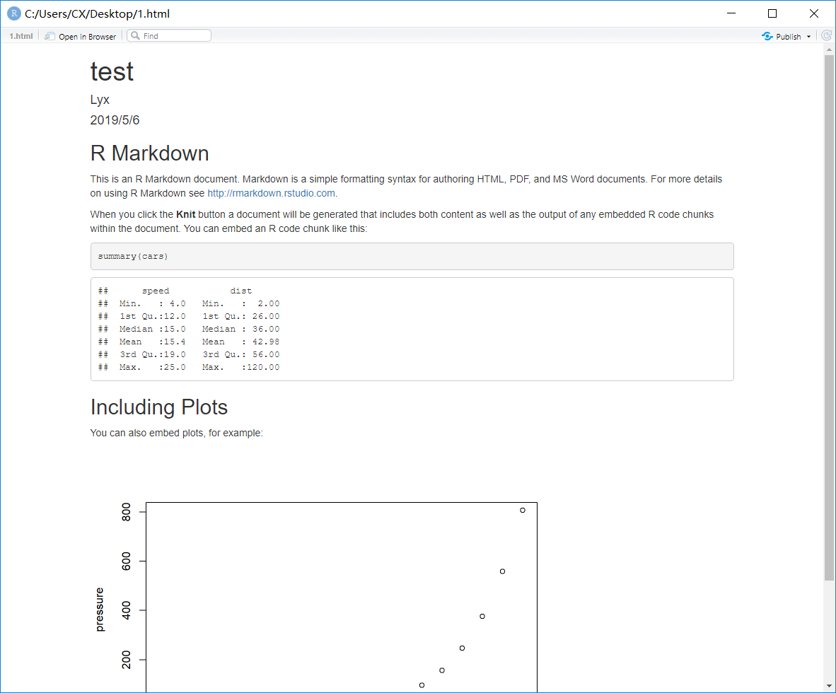 R C:/Users/CX/Desktop/1.html
1.html Open in Browser Find Publish
test
Lyx
2019/5/6
R Markdown
This is an R Markdown document. Markdown is a simple formatting syntax for authoring HTML, PDF, and MS Word documents. For more details
on using R Markdown see http://rmarkdown.rstudio.com.
When you click the Knit button a document will be generated that includes both content as well as the output of any embedded R code chunks
within the document. You can embed an R code chunk like this:
summary(cars)
##      speed           dist
##  Min.   : 4.0   Min.   :  2.00
##  1st Qu.:12.0   1st Qu.: 26.00
##  Median :15.0   Median : 36.00
##  Mean   :15.4   Mean   : 42.98
##  3rd Qu.:19.0   3rd Qu.: 56.00
##  Max.   :25.0   Max.   :120.00
Including Plots
You can also embed plots, for example:
800
600
400
200
pressure